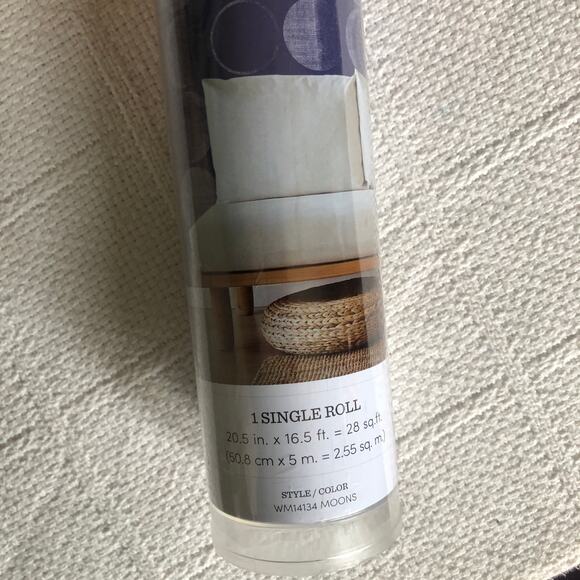 1 SINGLE ROLL
20.5 in. x 16.5 ft. = 28 sq.ft.
(50.8 cm x 5 m. = 2.55 sq. m.)
STYLE / COLOR
WM14134 MOONS